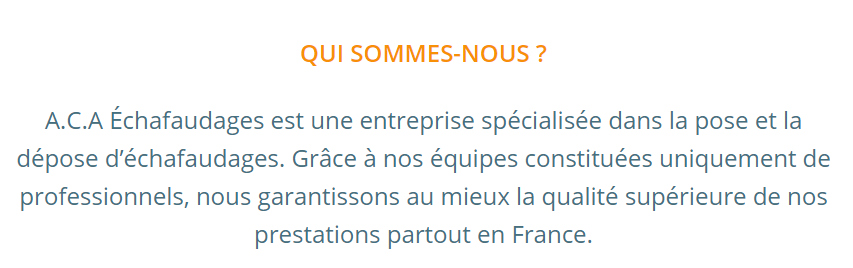 QUI SOMMES-NOUS ?
A.C.A Échafaudages est une entreprise spécialisée dans la pose et la
dépose d’échafaudages. Grâce à nos équipes constituées uniquement de
professionnels, nous garantissons au mieux la qualité supérieure de nos
prestations partout en France.